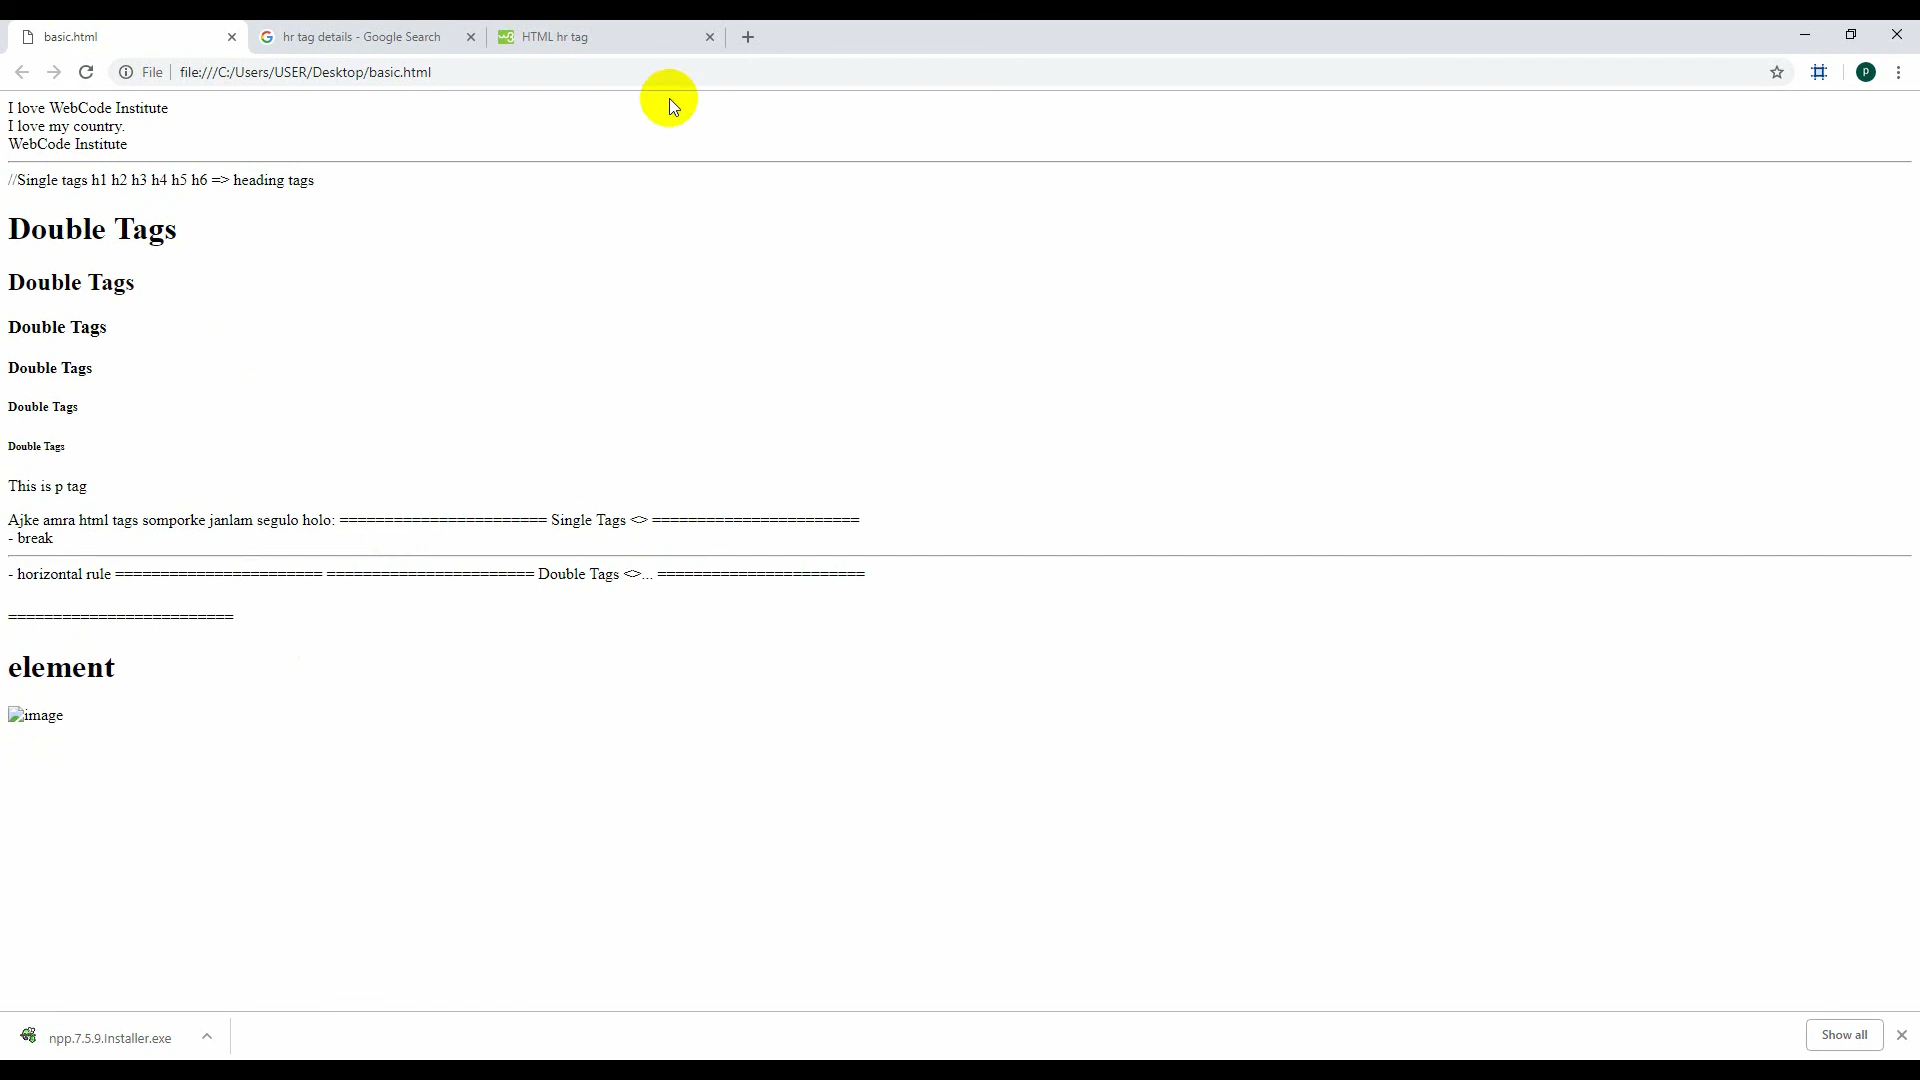 basic.html
hr tag details - Google Search
HTML hr tag
File
file:///C:/Users/USER/Desktop/basic.html
P
I love WebCode Institute
I love my country.
WebCode Institute
//Single tags h1 h2 h3 h4 h5 h6 => heading tags
Double Tags
Double Tags
Double Tags
Double Tags
Double Tags
Double Tags
This is p tag
Ajke amra html tags somporke janlam segulo holo: ======================= Single Tags <> =======================
- break
- horizontal rule ======================= ======================= Double Tags <>... =======================
=========================
element
image
npp.7.5.9.Installer.exe
Show all